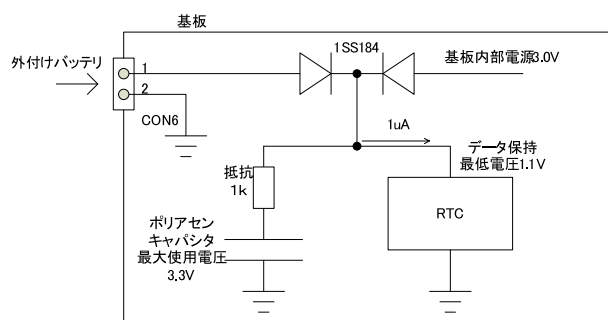 基板
外付けバッテリ
1
2
CON6
1SS184
基板内部電源3.0V
1uA
抵抗
1k
データ保持
最低電圧1.1V
RTC
ポリアセン
キャパシタ
最大使用電圧
3.3V